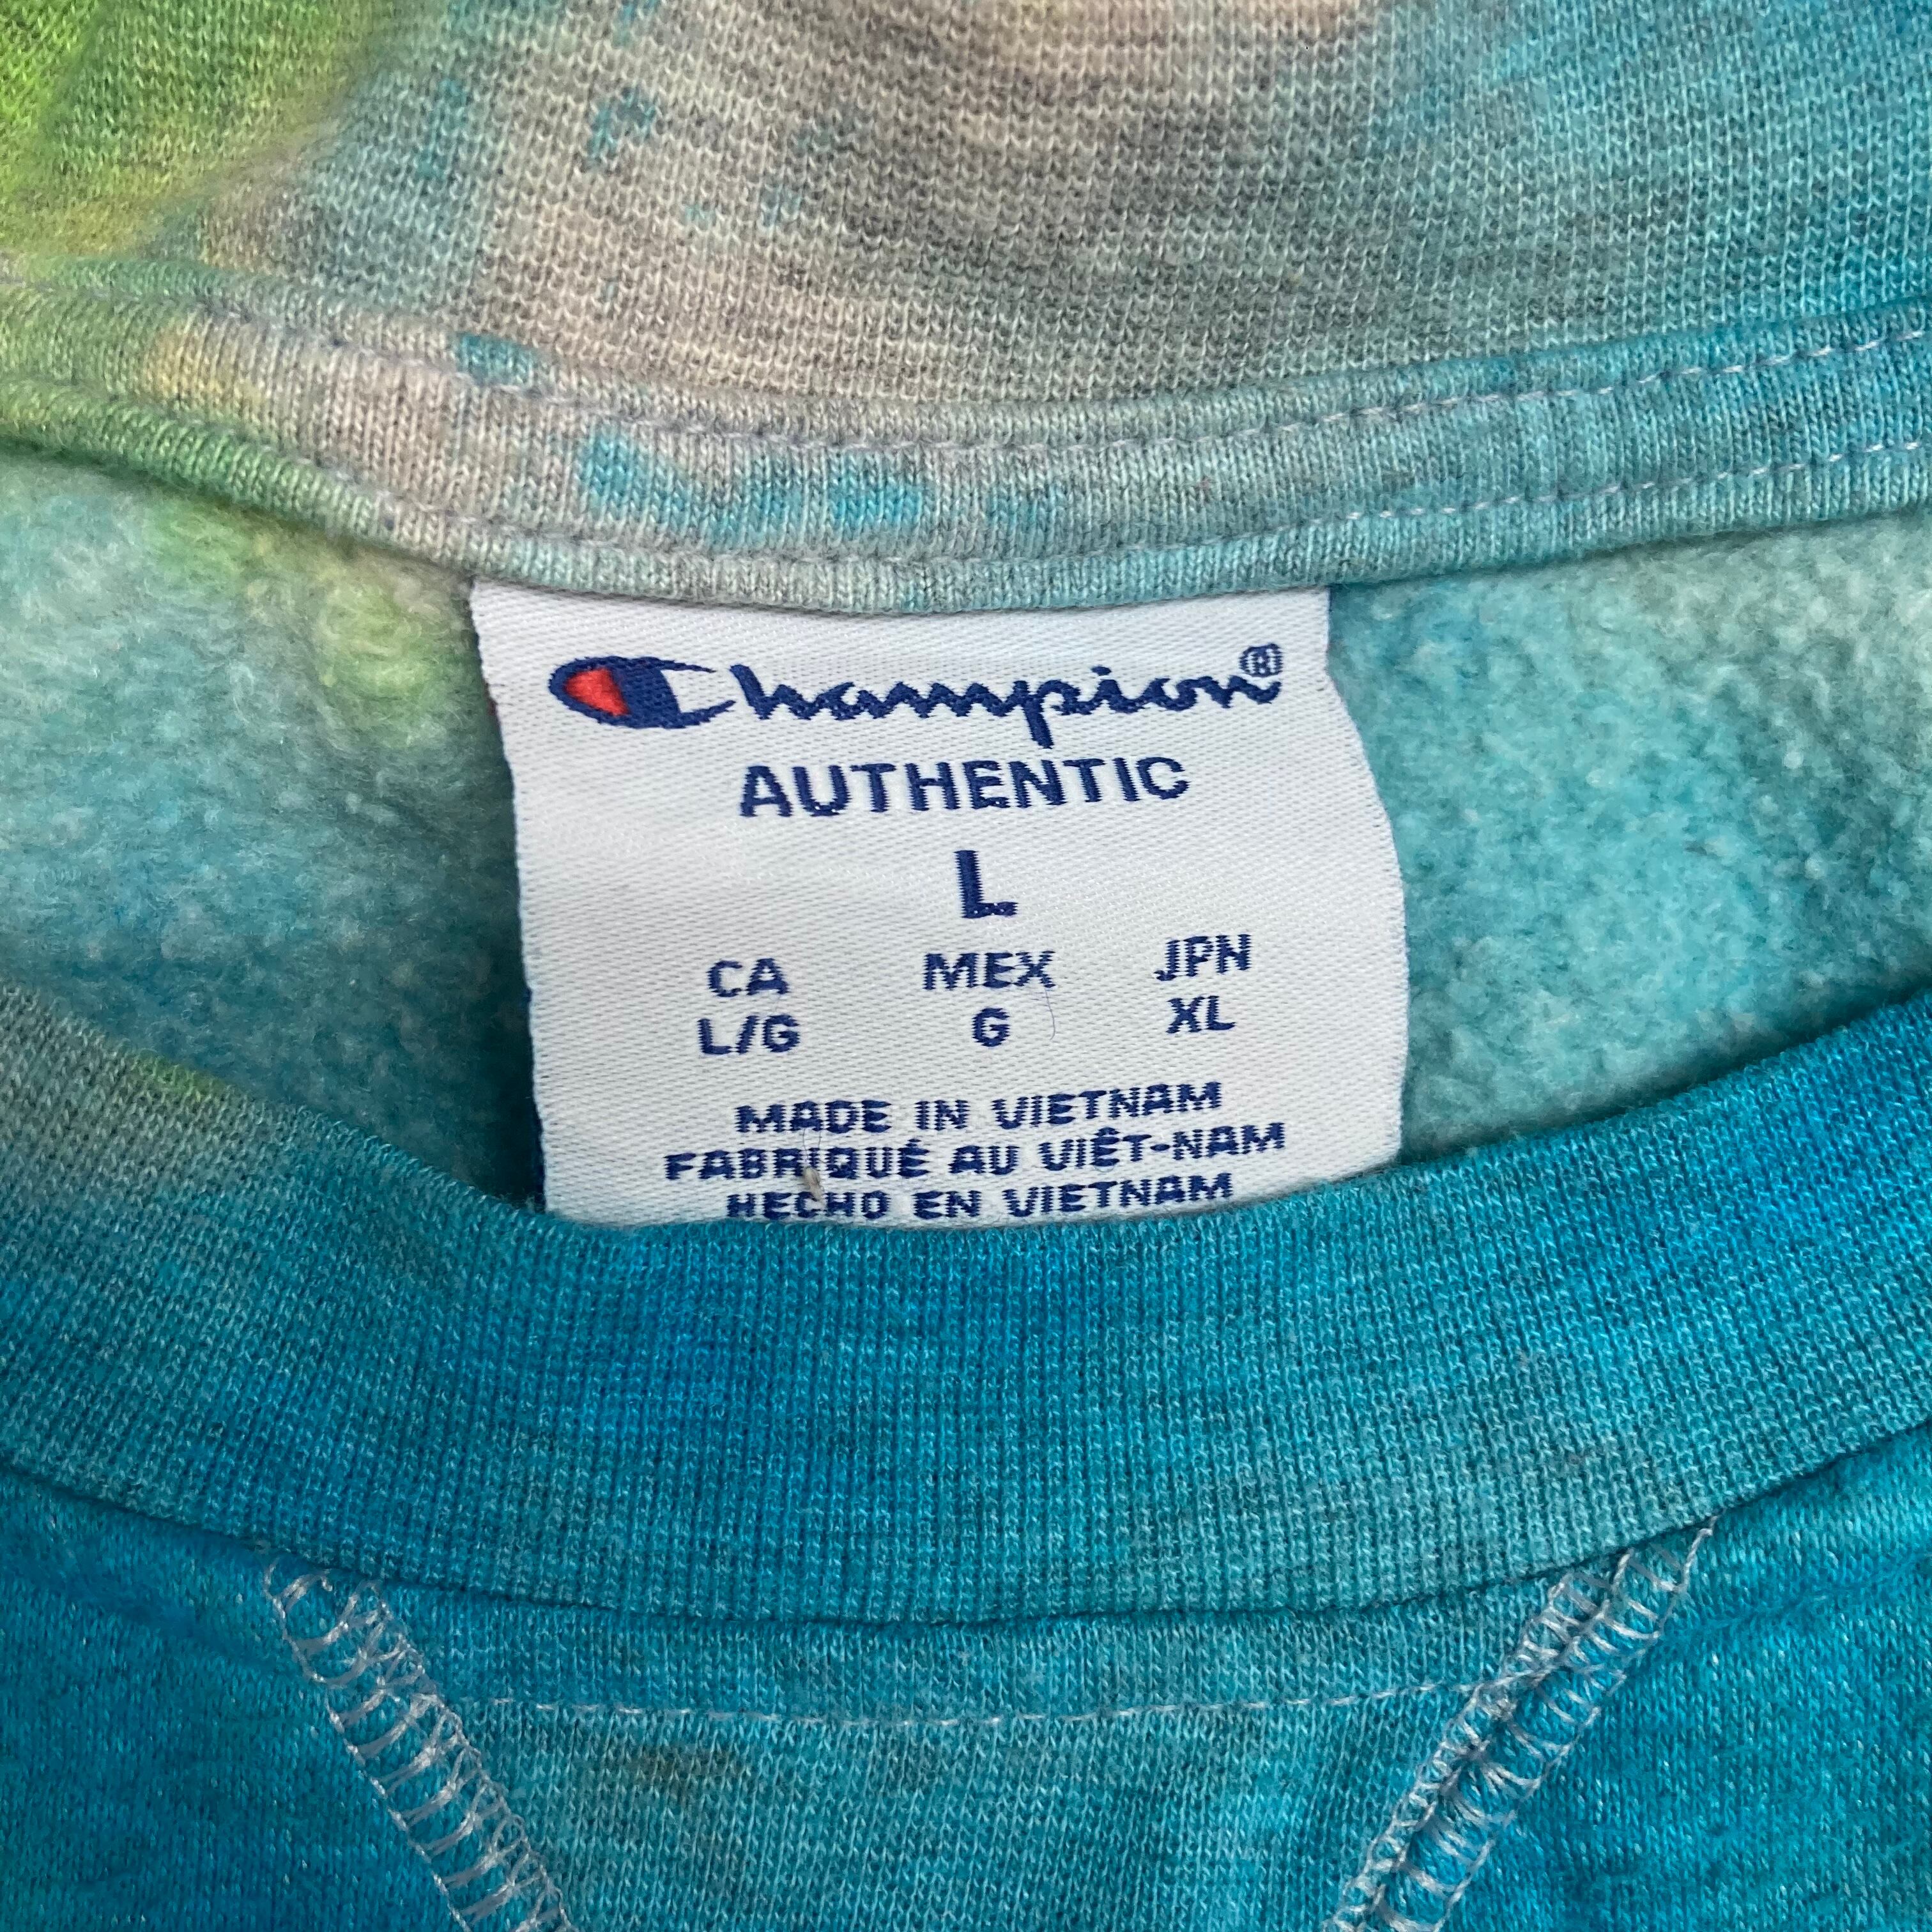 Champion®
AUTHENTIC
L
CA MEX JPN
L/G G XL
MADE IN VIETNAM
FABRIQUÉ AU VIÊT-NAM
HECHO EN VIETNAM